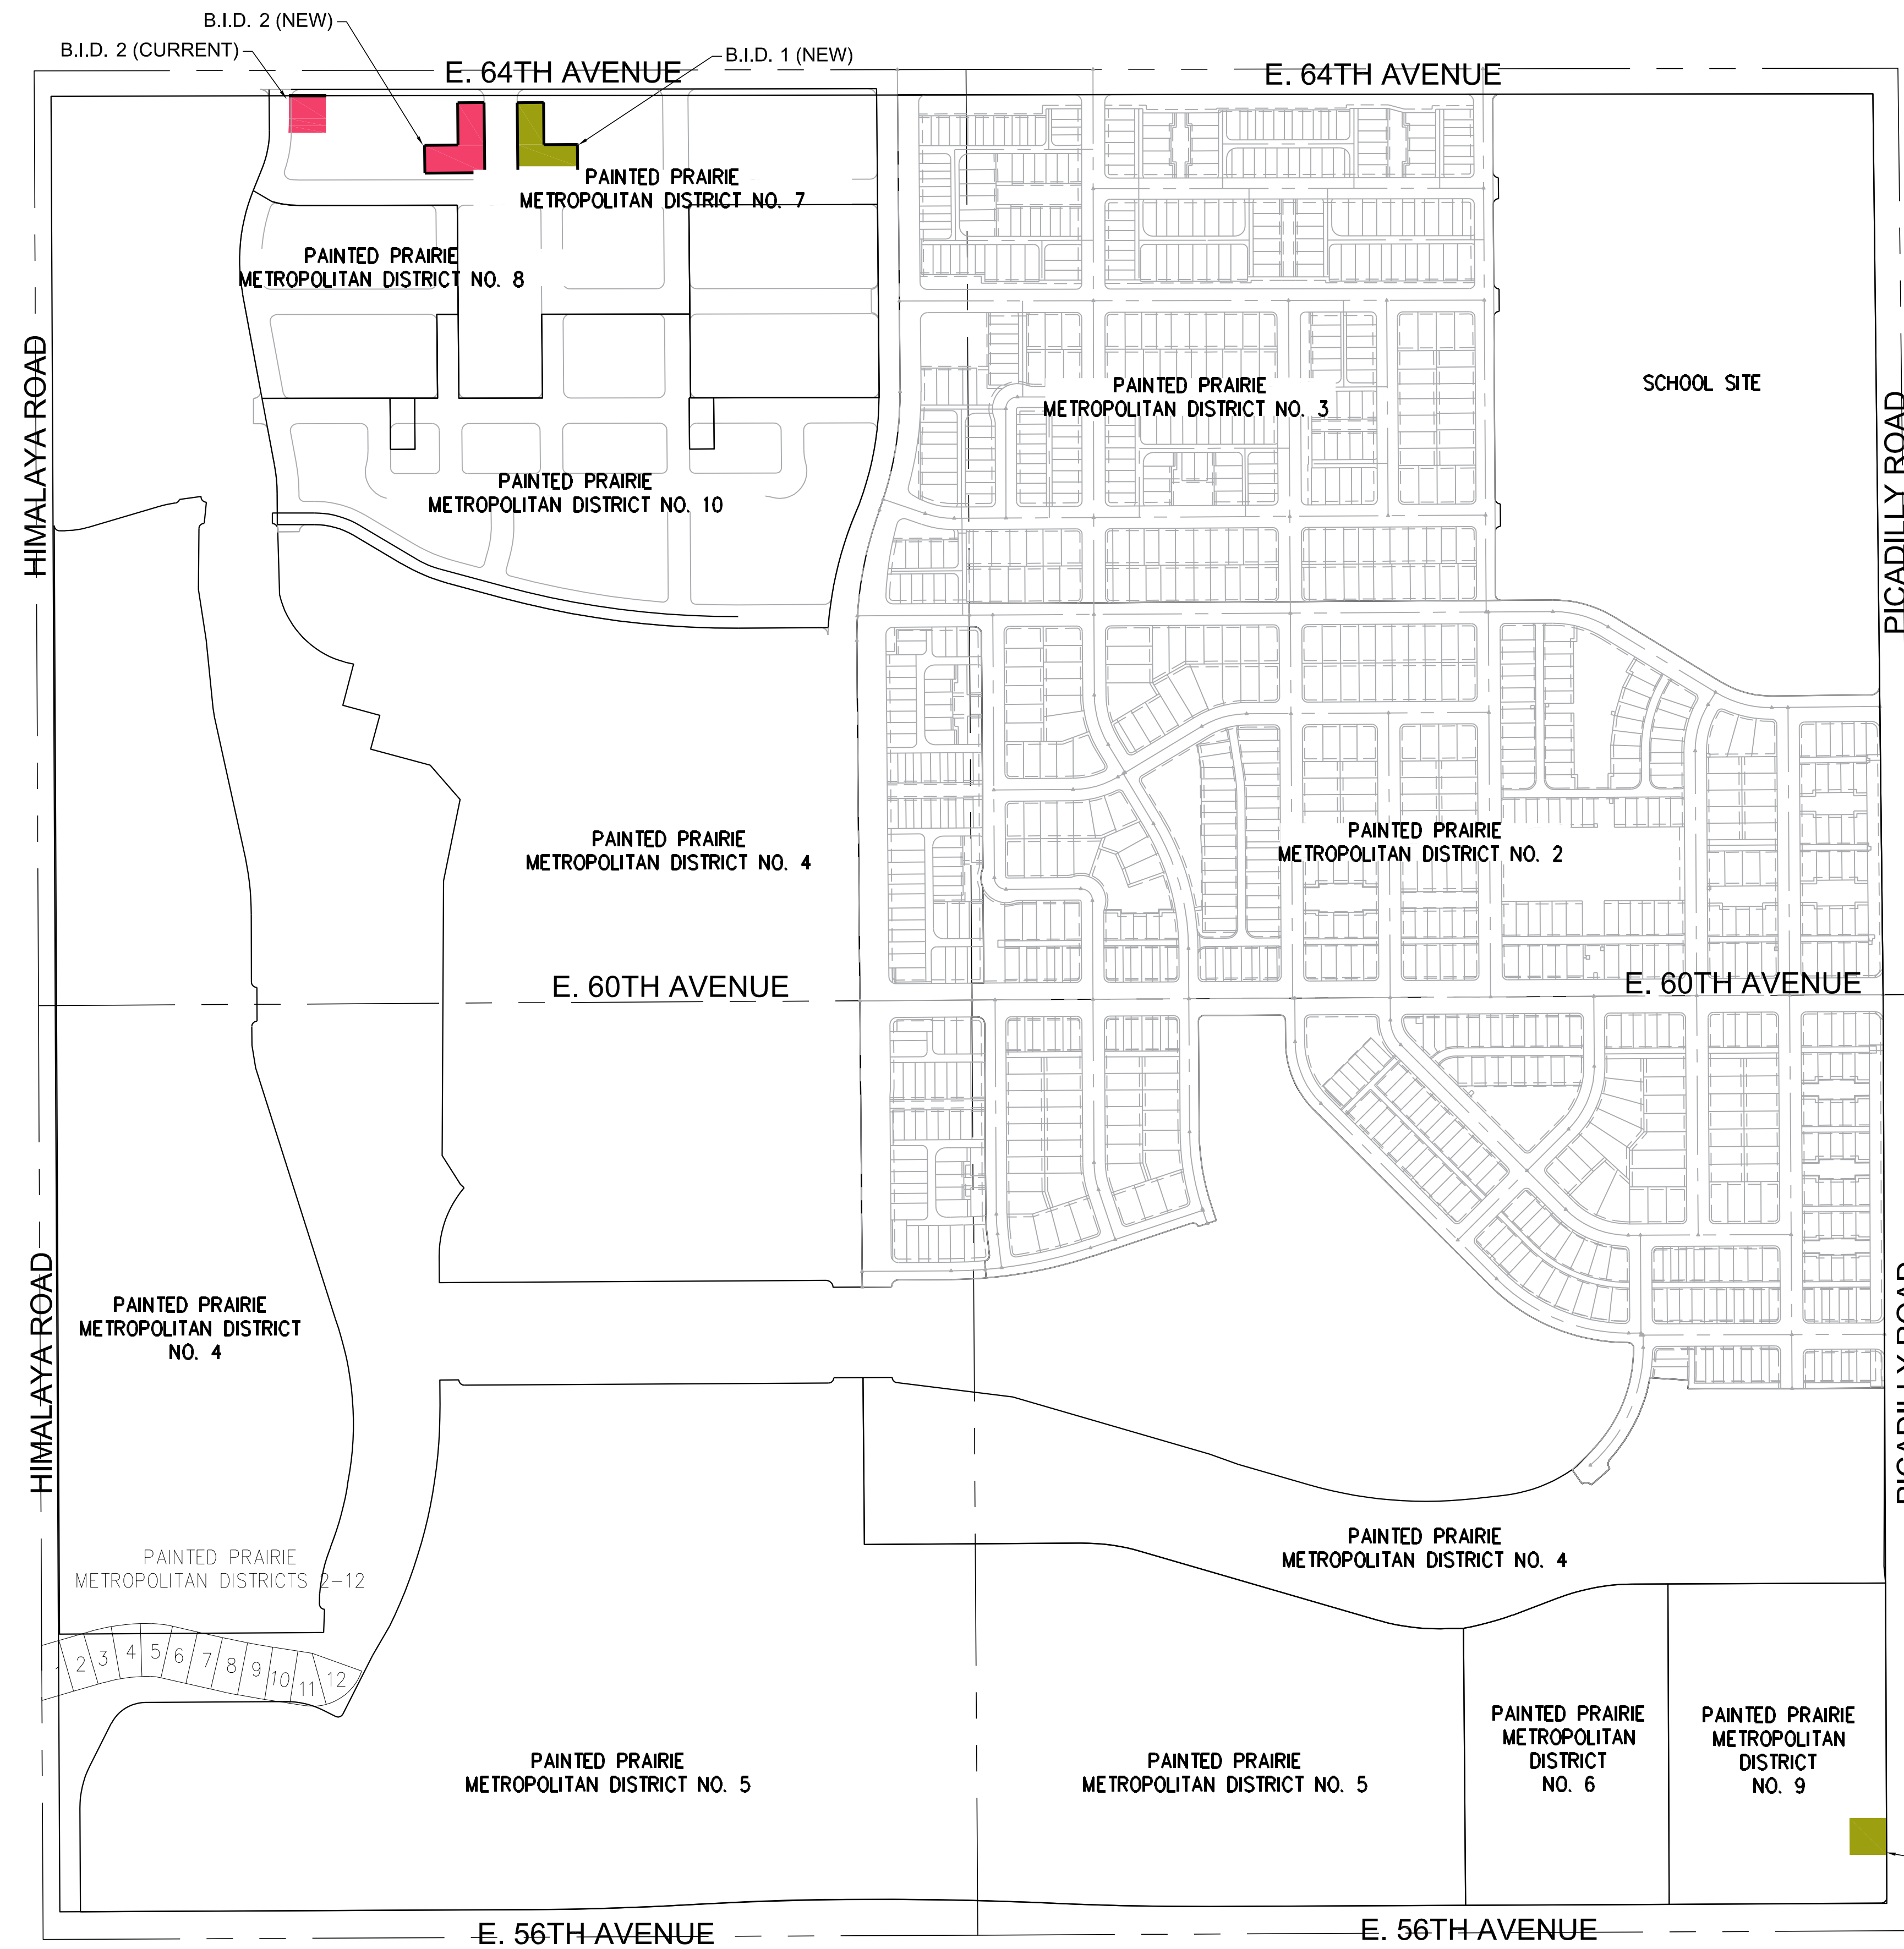 B.I.D. 2 (NEW)
B.I.D. 2 (CURRENT)
B.I.D. 1 (NEW)
E. 64TH AVENUE
E. 64TH AVENUE
PAINTED PRAIRIE
METROPOLITAN DISTRICT NO. 7
PAINTED PRAIRIE
METROPOLITAN DISTRICT NO. 8
HIMALAYA ROAD
PAINTED PRAIRIE
METROPOLITAN DISTRICT NO. 3
SCHOOL SITE
PICADILLY ROAD
PAINTED PRAIRIE
METROPOLITAN DISTRICT NO. 10
PAINTED PRAIRIE
METROPOLITAN DISTRICT NO. 4
PAINTED PRAIRIE
METROPOLITAN DISTRICT NO. 2
E. 60TH AVENUE
E. 60TH AVENUE
HIMALAYA ROAD
PAINTED PRAIRIE
METROPOLITAN DISTRICT
NO. 4
PICADILLY ROAD
PAINTED PRAIRIE
METROPOLITAN DISTRICT NO. 4
PAINTED PRAIRIE
METROPOLITAN DISTRICTS 2-12
2 3 4 5 6 7 8 9 10 11 12
PAINTED PRAIRIE
METROPOLITAN DISTRICT NO. 5
PAINTED PRAIRIE
METROPOLITAN DISTRICT NO. 5
PAINTED PRAIRIE
METROPOLITAN
DISTRICT
NO. 6
PAINTED PRAIRIE
METROPOLITAN
DISTRICT
NO. 9
E. 56TH AVENUE
E. 56TH AVENUE